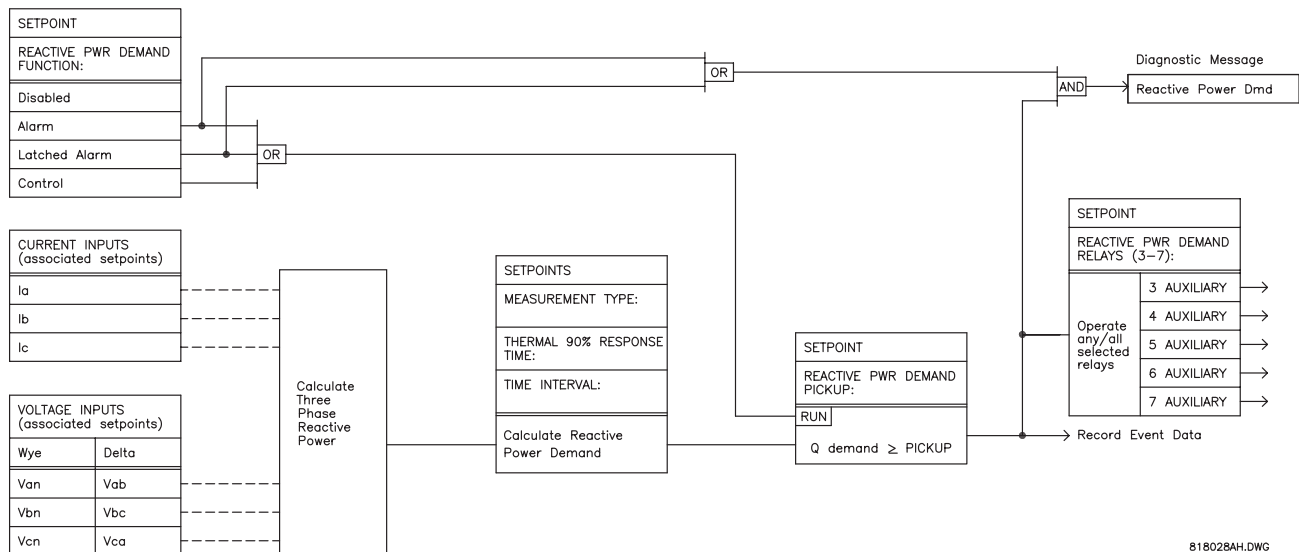 SETPOINT
REACTIVE PWR DEMAND
FUNCTION:
Disabled
Alarm
Latched Alarm
Control
OR
OR
AND
Diagnostic Message
Reactive Power Dmd
CURRENT INPUTS
(associated setpoints)
Ia
Ib
Ic
VOLTAGE INPUTS
(associated setpoints)
Wye Delta
Van Vab
Vbn Vbc
Vcn Vca
Calculate
Three
Phase
Reactive
Power
SETPOINTS
MEASUREMENT TYPE:
THERMAL 90% RESPONSE
TIME:
TIME INTERVAL:
Calculate Reactive
Power Demand
SETPOINT
REACTIVE PWR DEMAND
PICKUP:
RUN
Q demand ≥ PICKUP
SETPOINT
REACTIVE PWR DEMAND
RELAYS (3-7):
Operate
any/all
selected
relays
3 AUXILIARY
4 AUXILIARY
5 AUXILIARY
6 AUXILIARY
7 AUXILIARY
Record Event Data
818028AH.DWG